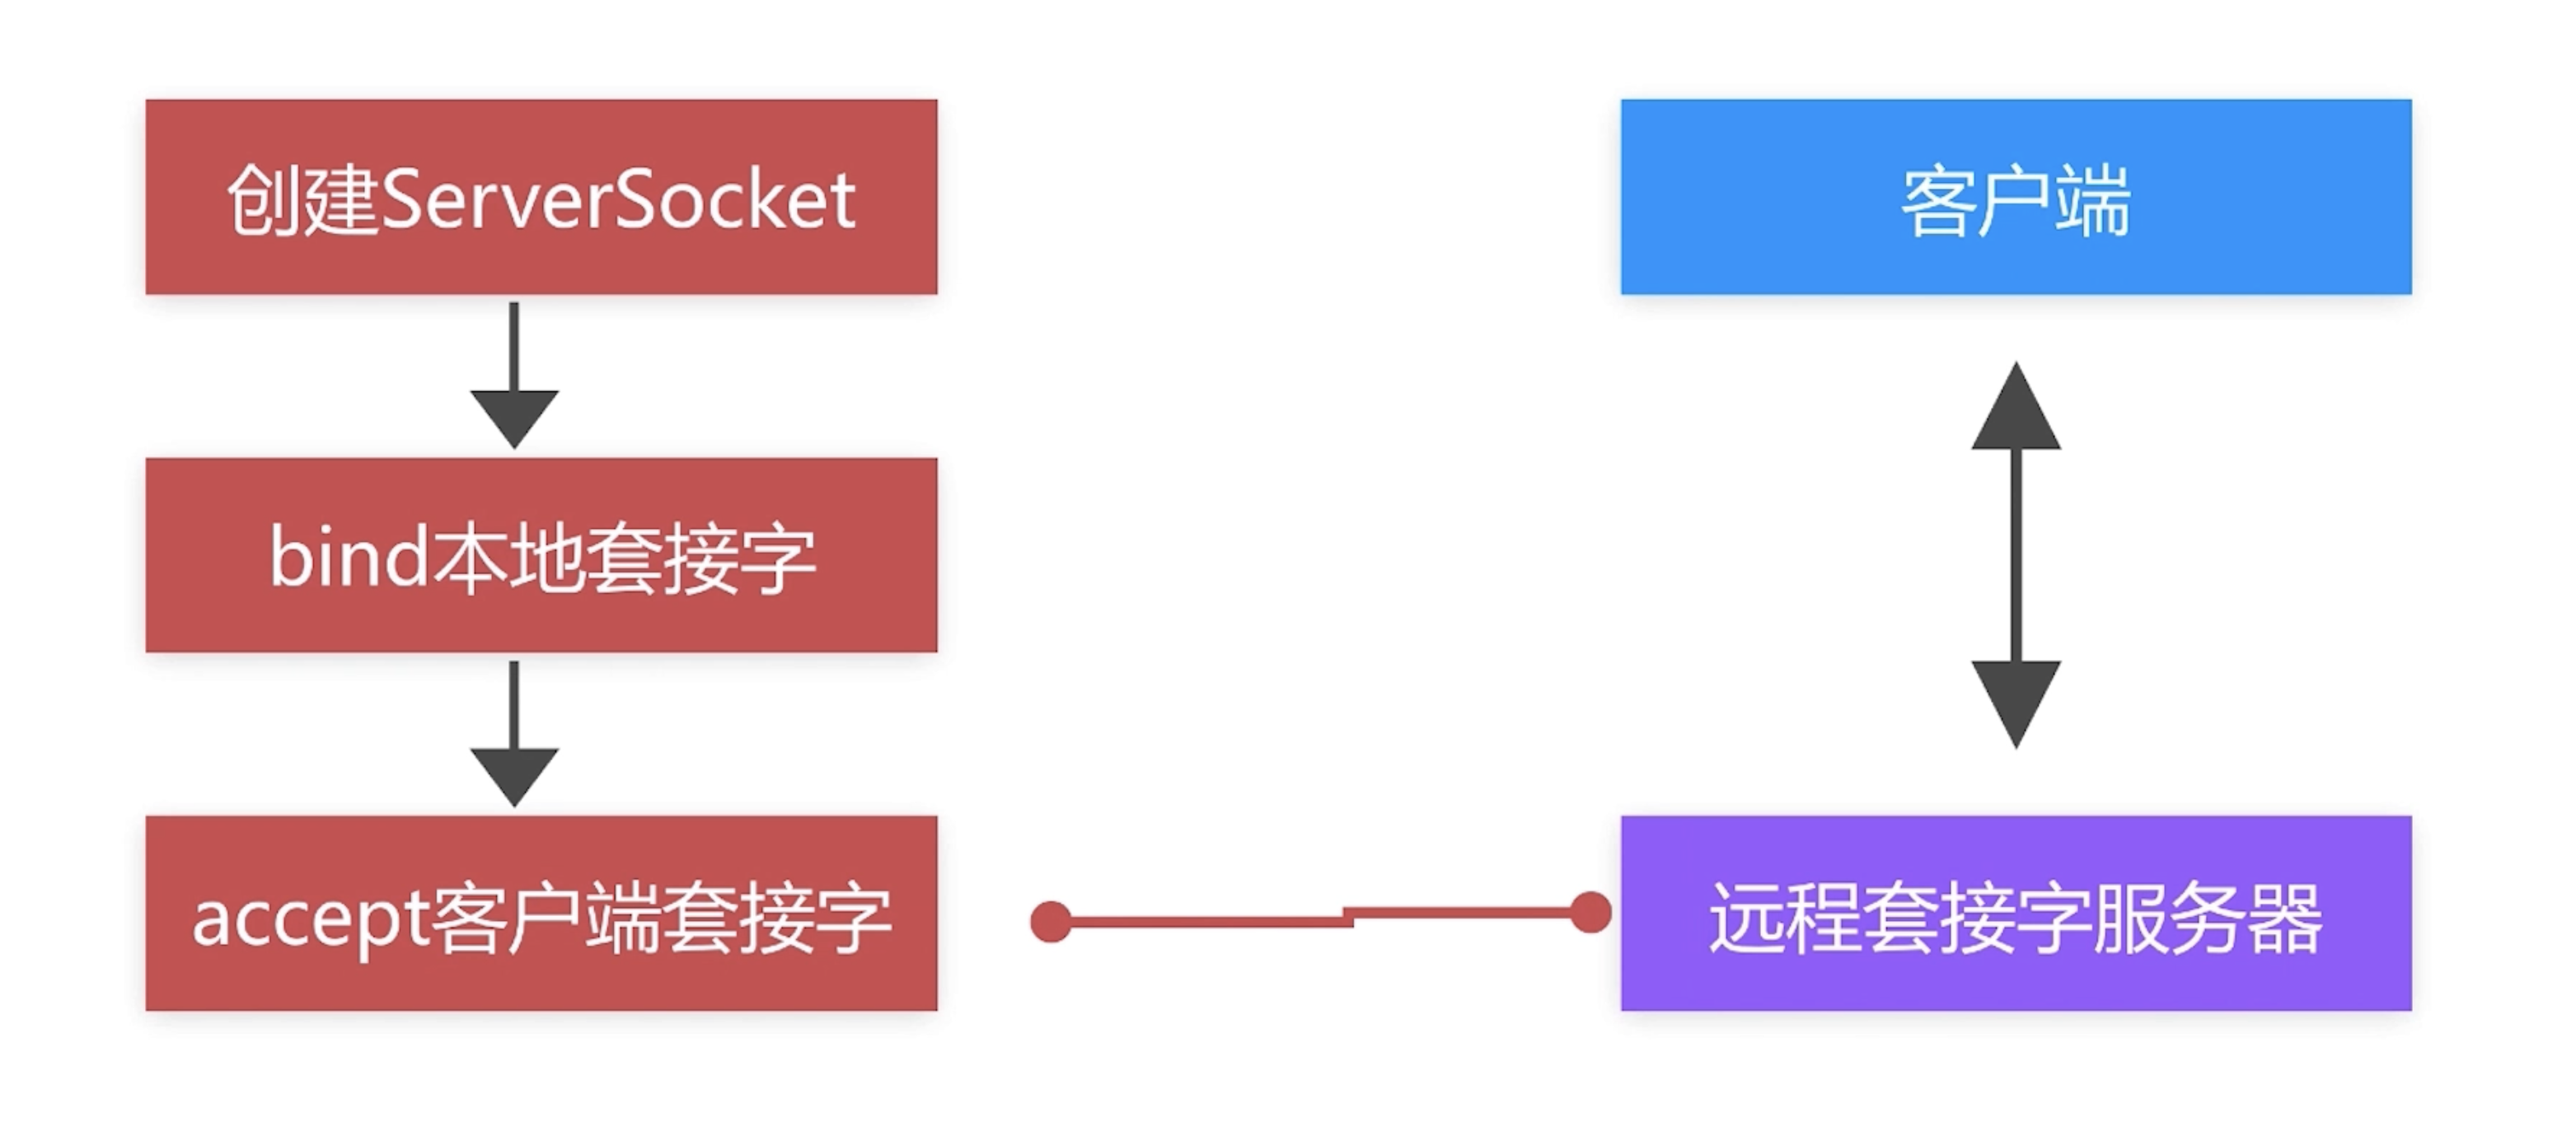 创建ServerSocket
bind本地套接字
accept客户端套接字
客户端
远程套接字服务器